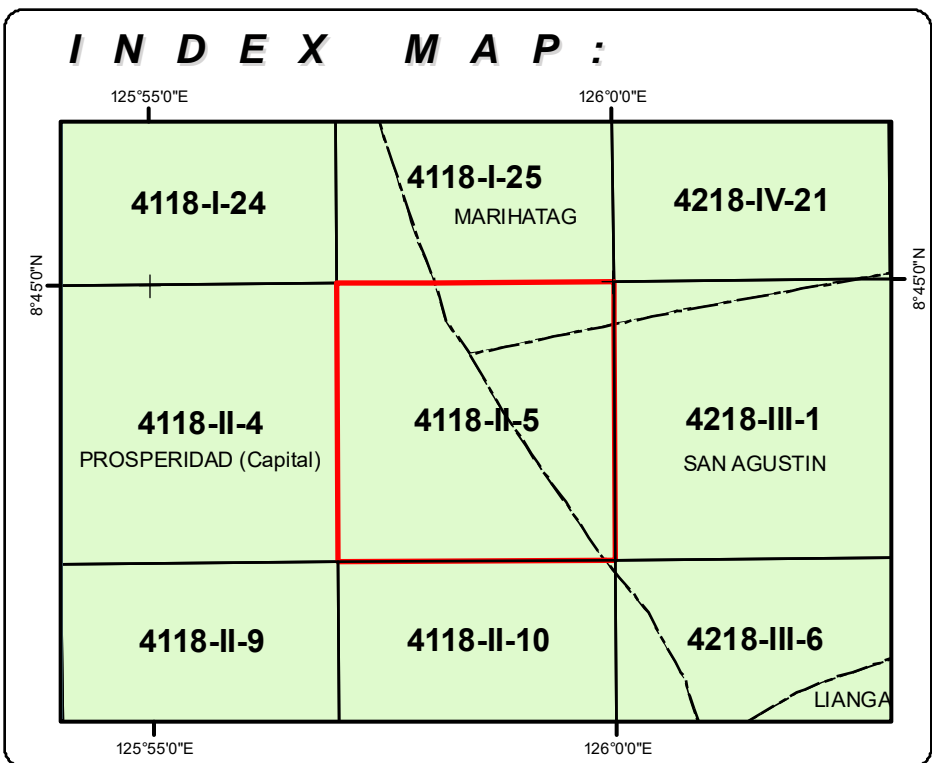 INDEX MAP:
125°55'0"E 126°0'0"E
4118-I-24 4118-I-25 4218-IV-21
MARIHATAG
8°45'0"N 8°45'0"N
4118-II-4 4118-II-5 4218-III-1
PROSPERIDAD (Capital) SAN AGUSTIN
4118-II-9 4118-II-10 4218-III-6
LIANGA
125°55'0"E 126°0'0"E